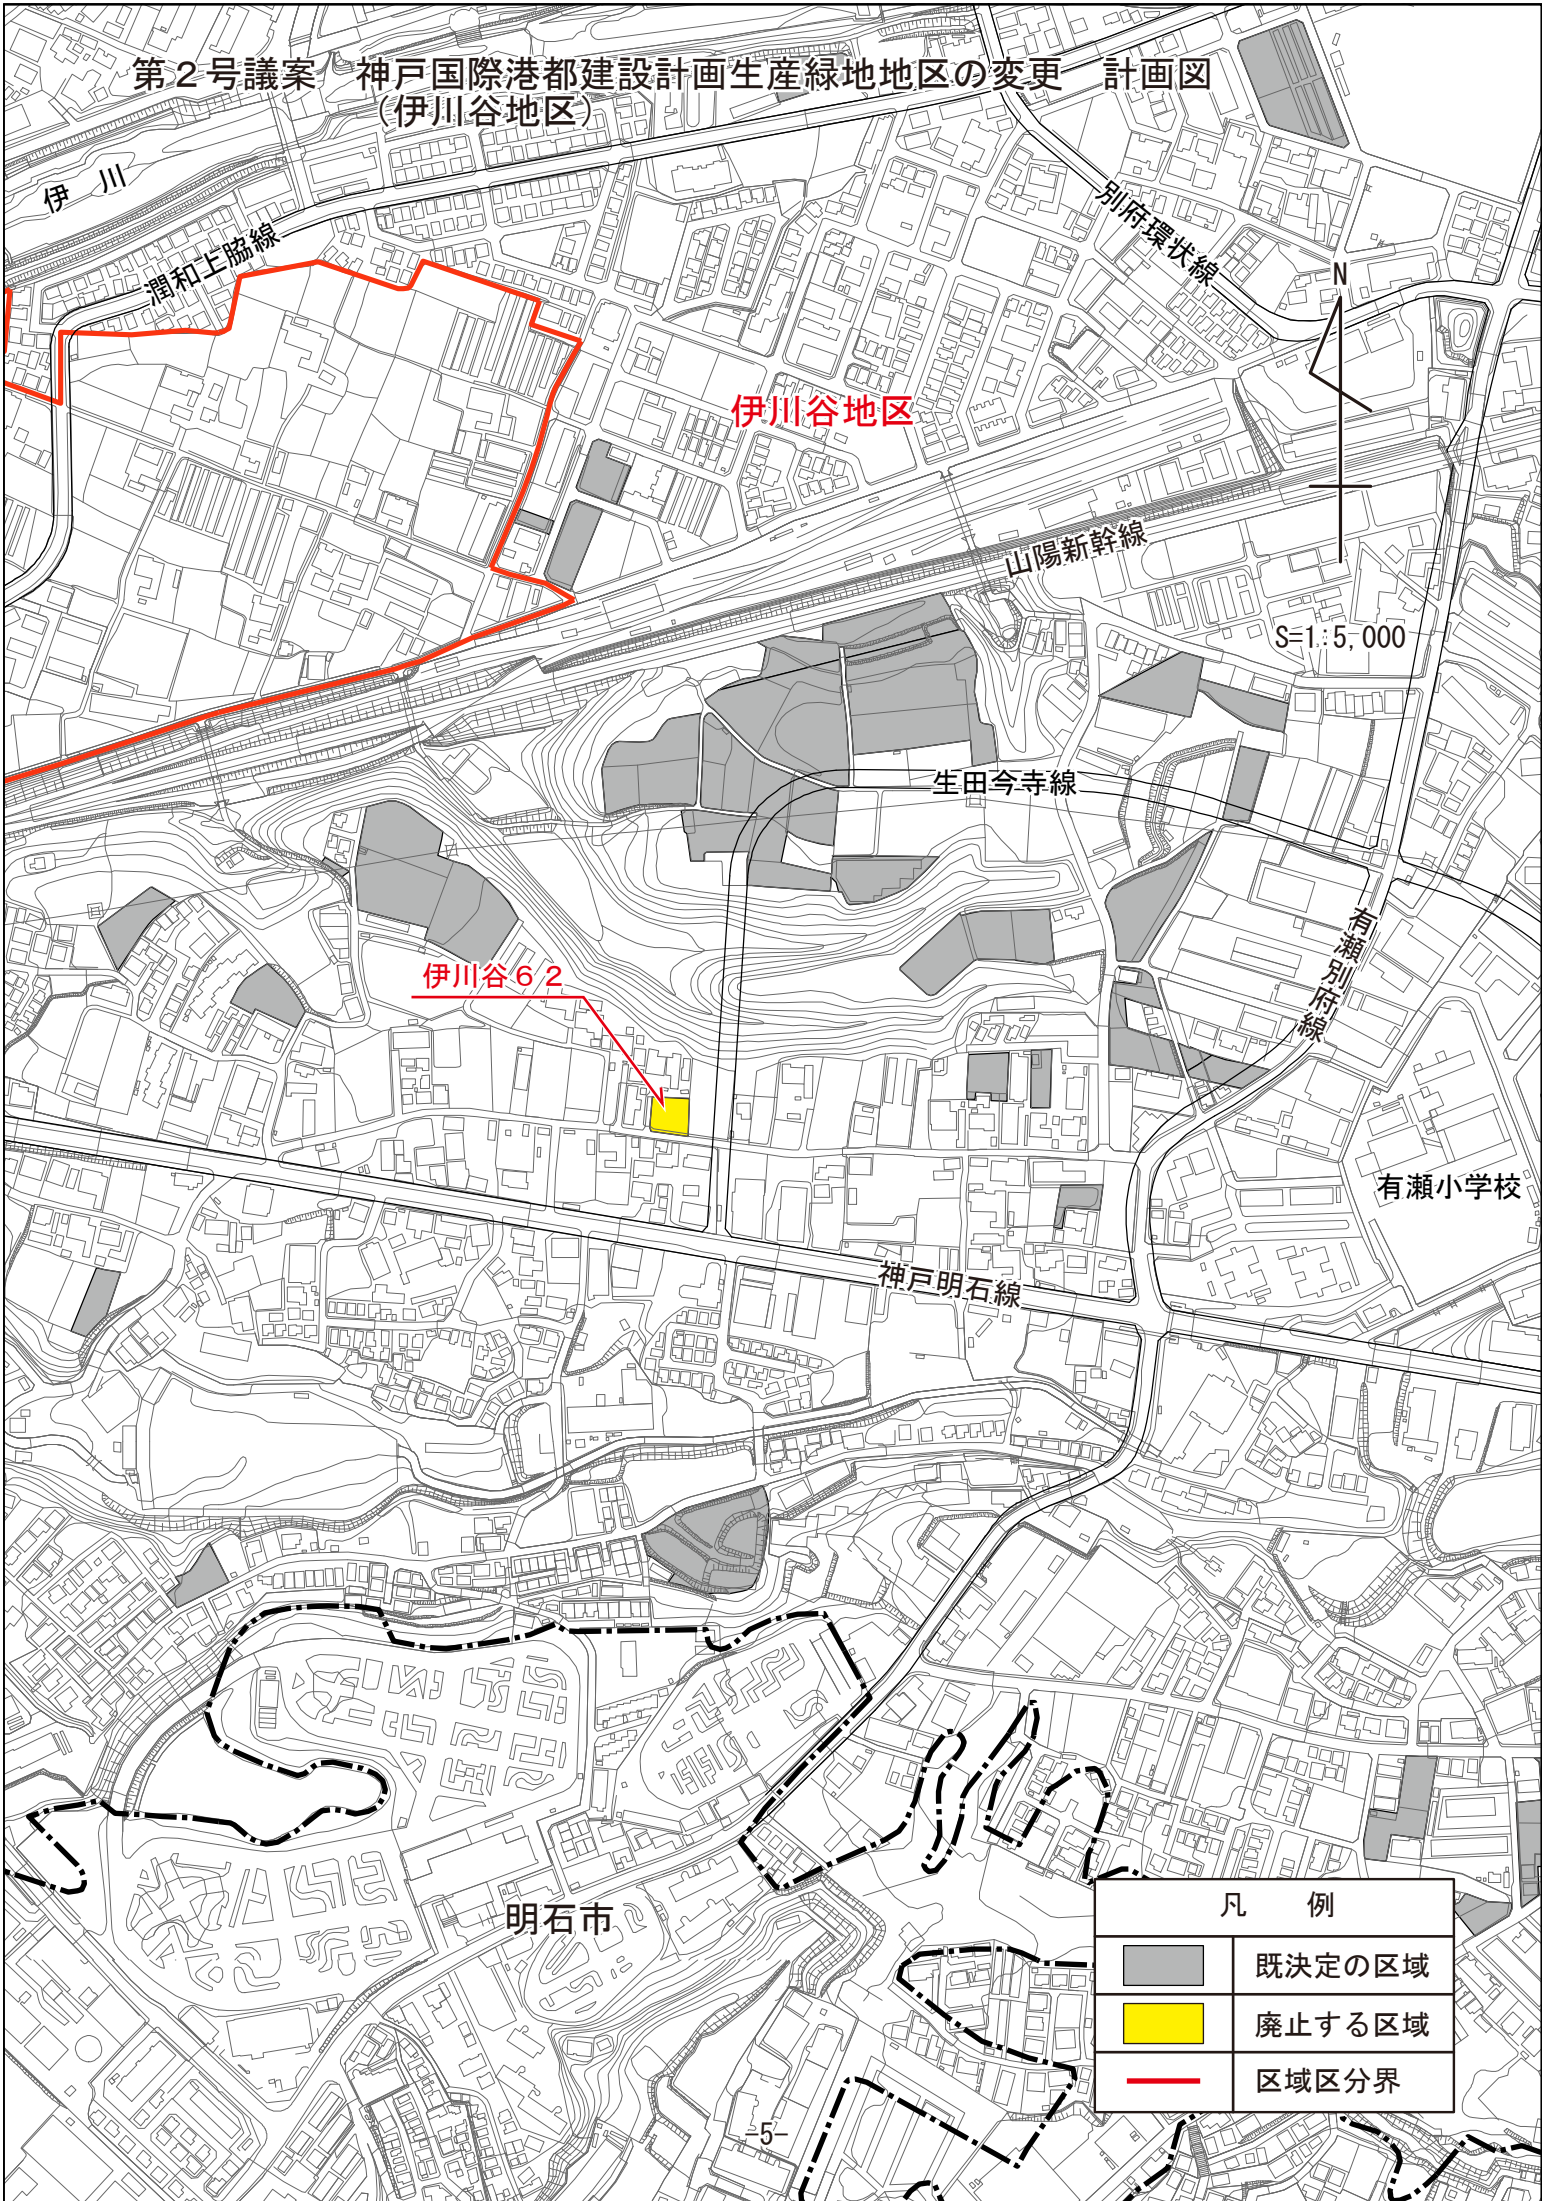 第２号議案　神戸国際港都建設計画生産緑地地区の変更　計画図
（伊川谷地区）
伊川
潤和上脇線
別府環状線
N
伊川谷地区
山陽新幹線
S=1:5,000
生田今寺線
有瀬別府線
伊川谷６２
有瀬小学校
神戸明石線
明石市
凡例
既決定の区域
廃止する区域
区域区分界
-5-